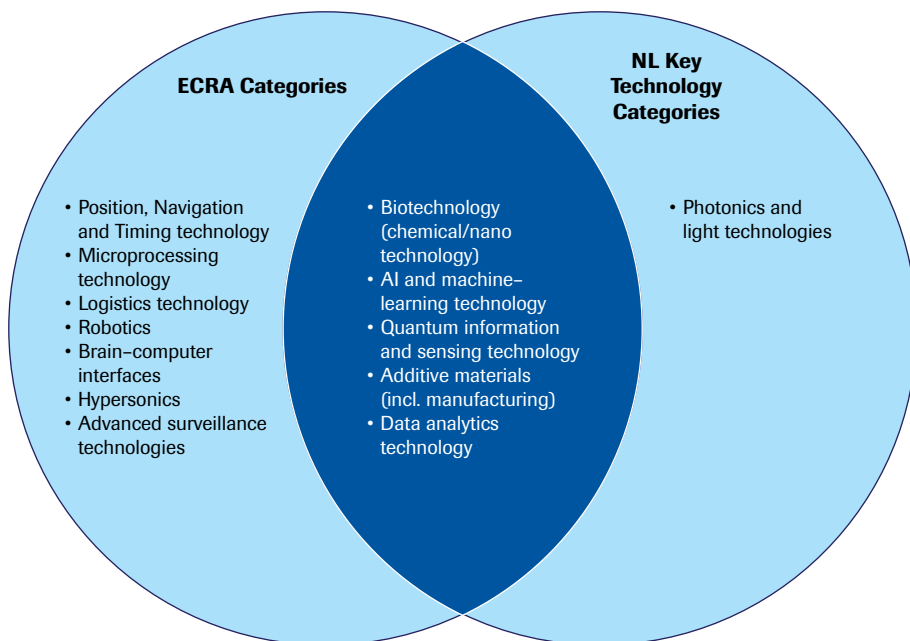 ECRA Categories
NL Key
Technology
Categories
• Position, Navigation
and Timing technology
• Microprocessing
technology
• Logistics technology
• Robotics
• Brain–computer
interfaces
• Hypersonics
• Advanced surveillance
technologies
• Biotechnology
(chemical/nano
technology)
• AI and machine–
learning technology
• Quantum information
and sensing technology
• Additive materials
(incl. manufacturing)
• Data analytics
technology
• Photonics and
light technologies